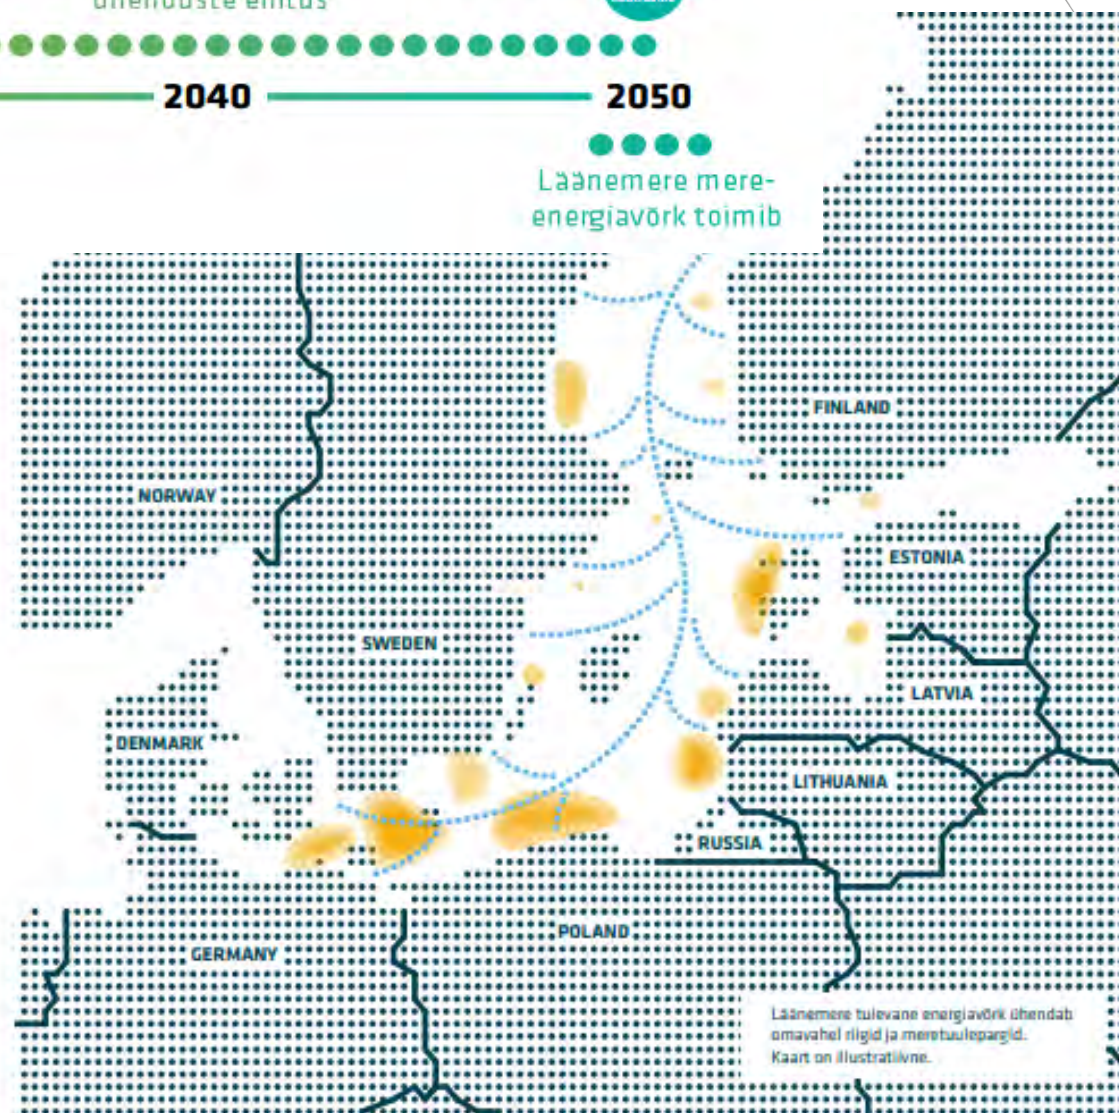 2040
2050
Läänemere mere-
energiavõrk toimib
FINLAND
NORWAY
ESTONIA
SWEDEN
LATVIA
DENMARK
LITHUANIA
RUSSIA
POLAND
GERMANY
Läänemere tulevane energiavõrk ühendab
omavahel riigid ja meretuulepargid.
Kaart on illustratiivne.